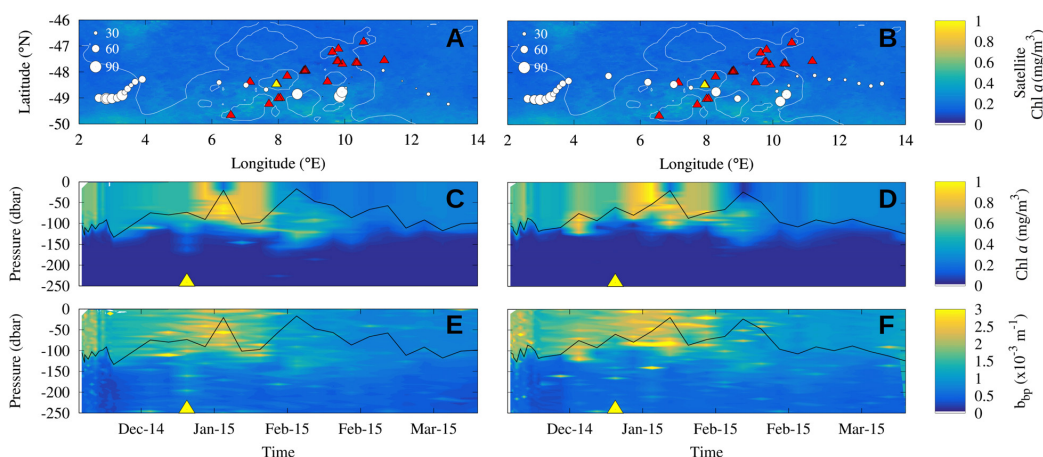 -46 A 30 60 90 B 30 60 90 1
-47 0.8
-48 0.6
-49 0.4
-50 0.2
0
2 4 6 8 10 12 14 2 4 6 8 10 12 14
Latitude (°N)
Longitude (°E) Longitude (°E)
Satellite
Chl a (mg/m³)
0 C D 1
-50 0.8
-100 0.6
-150 0.4
-200 0.2
-250 0
Pressure (dbar)
Chl a (mg/m³)
0 E F 3
-50 2.5
-100 2
-150 1.5
-200 1
0.5
-250 0
Pressure (dbar)
b_bp (x10⁻³ m⁻¹)
Dec-14 Jan-15 Feb-15 Feb-15 Mar-15 Dec-14 Jan-15 Feb-15 Feb-15 Mar-15
Time Time